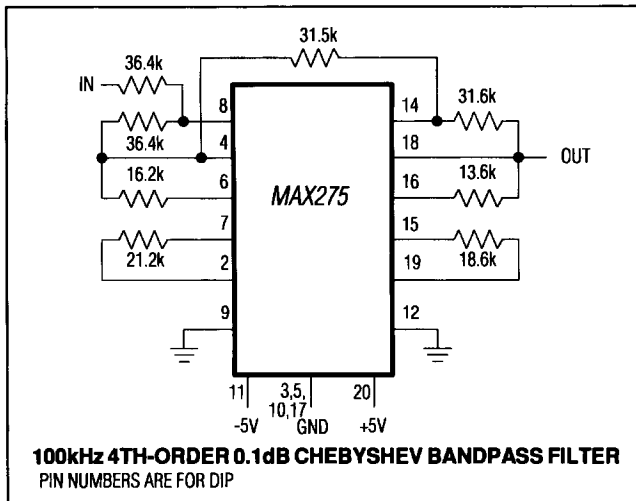 31.5k
36.4k
IN
8
14
31.6k
36.4k
4
18
OUT
16.2k
6
MAX275
16
13.6k
7
15
21.2k
2
19
18.6k
9
12
11
3,5,
10,17
20
-5V
GND
+5V
100kHz 4TH-ORDER 0.1dB CHEBYSHEV BANDPASS FILTER
PIN NUMBERS ARE FOR DIP